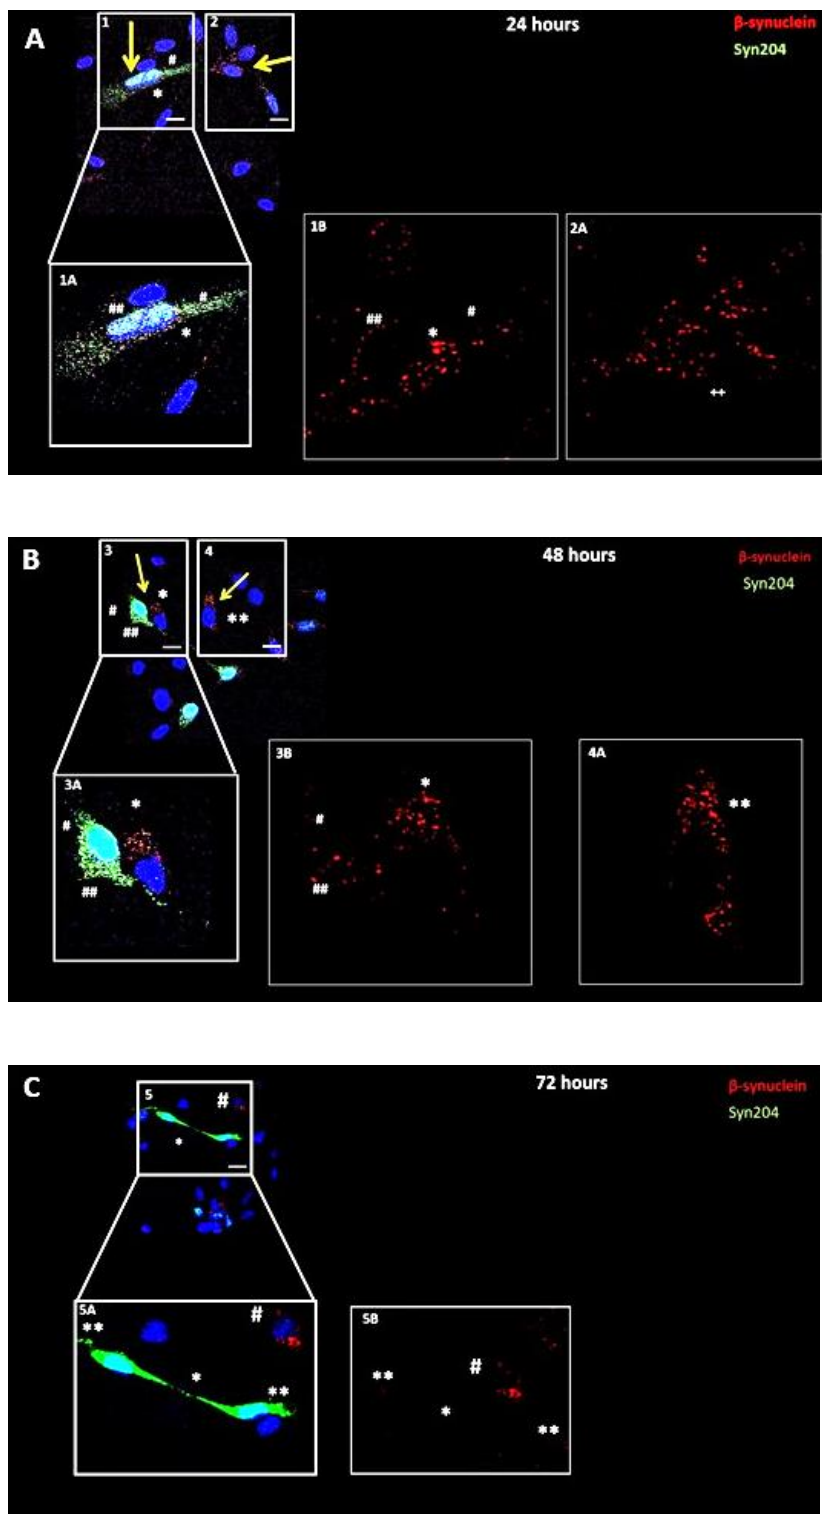 A
1
2
24 hours
β-synuclein
Syn204
#
*
1A
##
#
*
1B
##
*
#
2A
++
B
3
4
48 hours
β-synuclein
Syn204
*
#
##
**
3A
*
#
##
3B
*
#
##
4A
**
C
5
72 hours
β-synuclein
Syn204
#
*
5A
**
#
*
**
5B
**
#
*
**